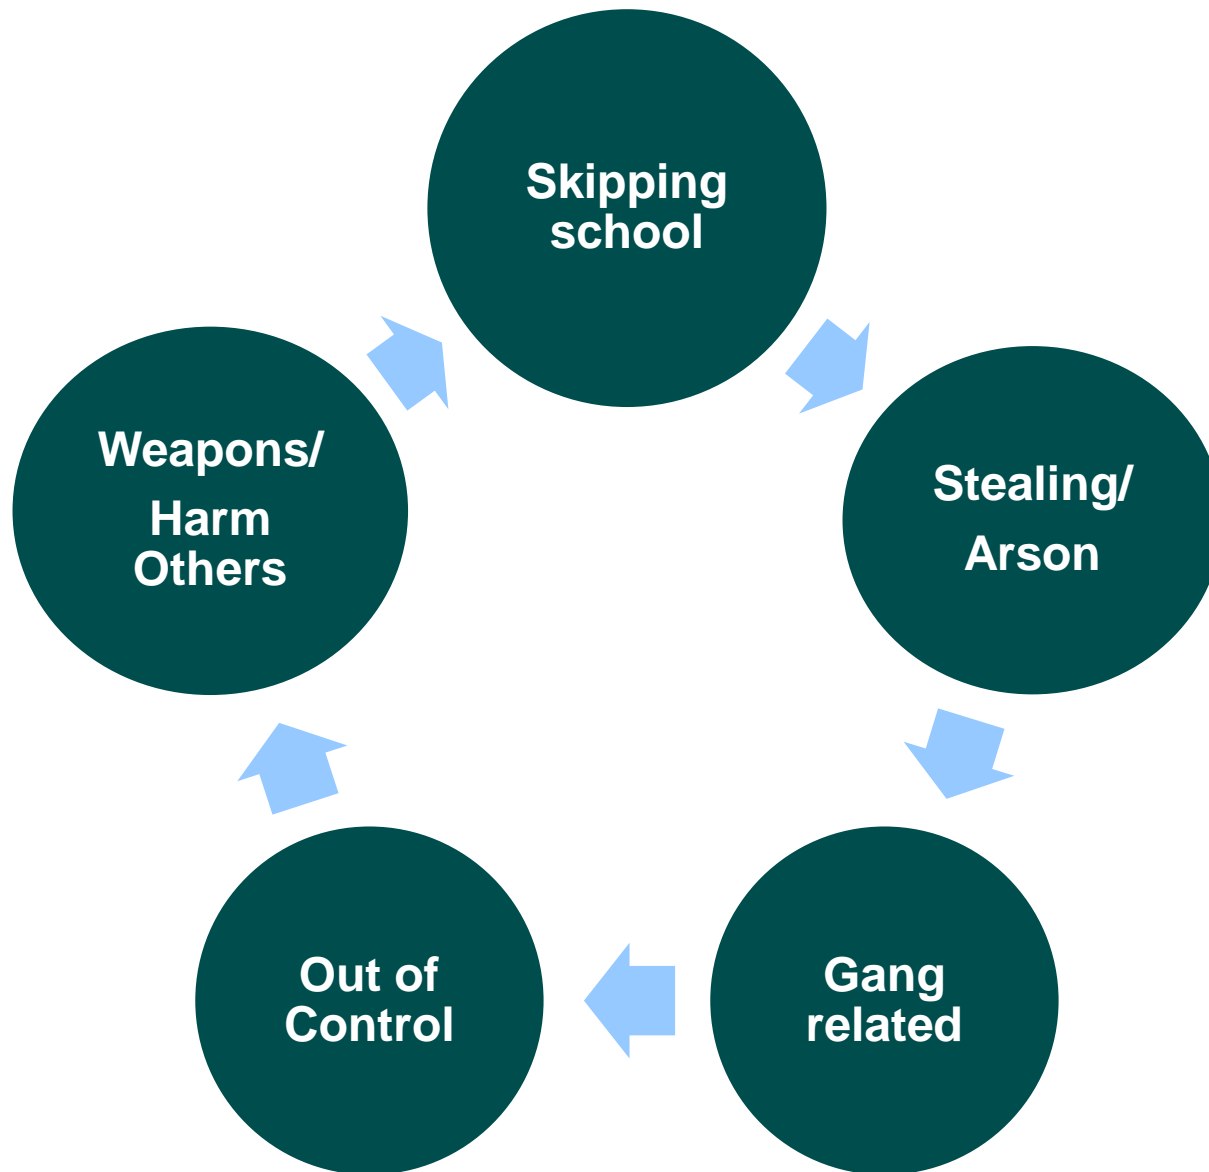 Skipping
school
Stealing/
Arson
Gang
related
Out of
Control
Weapons/
Harm
Others